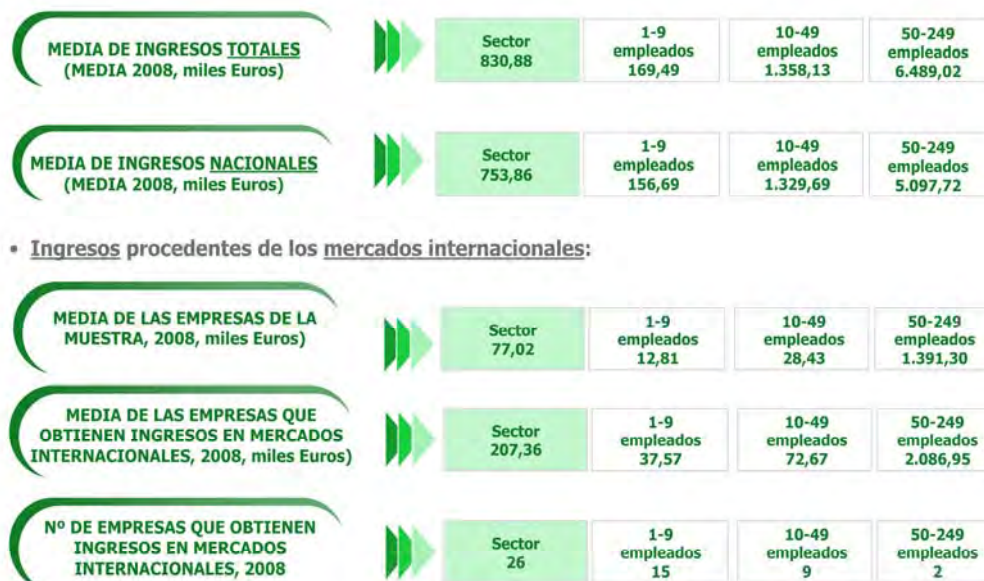 MEDIA DE INGRESOS TOTALES
(MEDIA 2008, miles Euros)
Sector
830,88
1-9
empleados
169,49
10-49
empleados
1.358,13
50-249
empleados
6.489,02
MEDIA DE INGRESOS NACIONALES
(MEDIA 2008, miles Euros)
Sector
753,86
1-9
empleados
156,69
10-49
empleados
1.329,69
50-249
empleados
5.097,72
• Ingresos procedentes de los mercados internacionales:
MEDIA DE LAS EMPRESAS DE LA
MUESTRA, 2008, miles Euros)
Sector
77,02
1-9
empleados
12,81
10-49
empleados
28,43
50-249
empleados
1.391,30
MEDIA DE LAS EMPRESAS QUE
OBTIENEN INGRESOS EN MERCADOS
INTERNACIONALES, 2008, miles Euros)
Sector
207,36
1-9
empleados
37,57
10-49
empleados
72,67
50-249
empleados
2.086,95
Nº DE EMPRESAS QUE OBTIENEN
INGRESOS EN MERCADOS
INTERNACIONALES, 2008
Sector
26
1-9
empleados
15
10-49
empleados
9
50-249
empleados
2